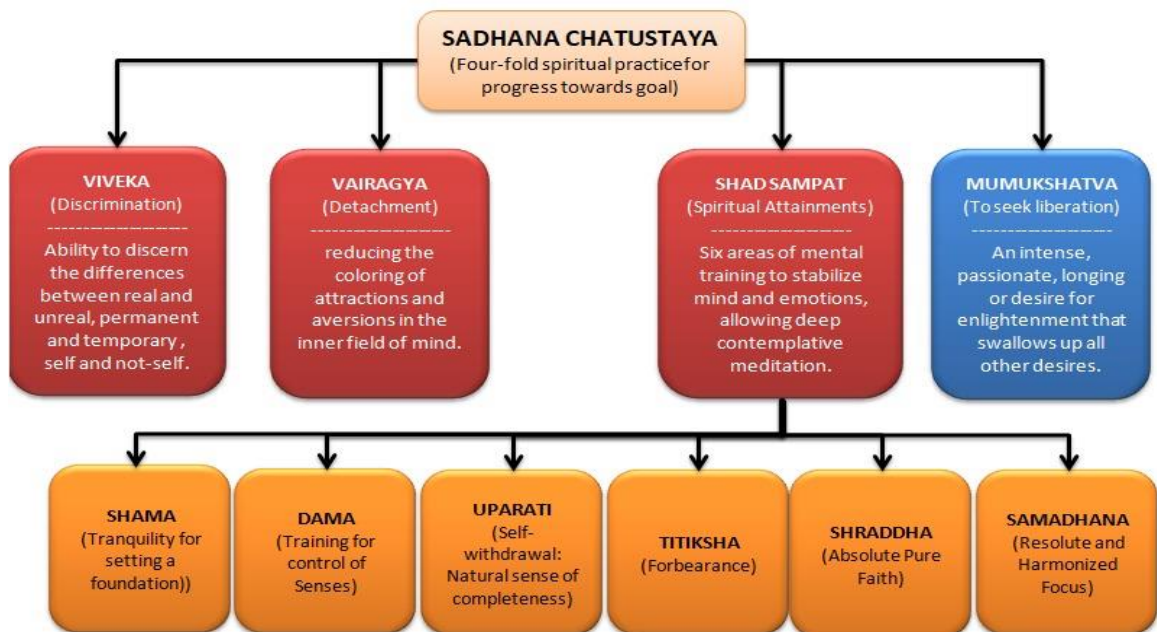 SADHANA CHATUSTAYA
(Four-fold spiritual practice for
progress towards goal)
VIVEKA
(Discrimination)
----------------------
Ability to discern
the differences
between real and
unreal, permanent
and temporary ,
self and not-self.
VAIRAGYA
(Detachment)
----------------------
reducing the
coloring of
attractions and
aversions in the
inner field of mind.
SHAD SAMPAT
(Spiritual Attainments)
----------------------
Six areas of mental
training to stabilize
mind and emotions,
allowing deep
contemplative
meditation.
MUMUKSHATVA
(To seek liberation)
----------------------
An intense,
passionate, longing
or desire for
enlightenment that
swallows up all
other desires.
SHAMA
(Tranquility for
setting a
foundation))
DAMA
(Training for
control of
Senses)
UPARATI
(Self-
withdrawal:
Natural sense of
completeness)
TITIKSHA
(Forbearance)
SHRADDHA
(Absolute Pure
Faith)
SAMADHANA
(Resolute and
Harmonized
Focus)